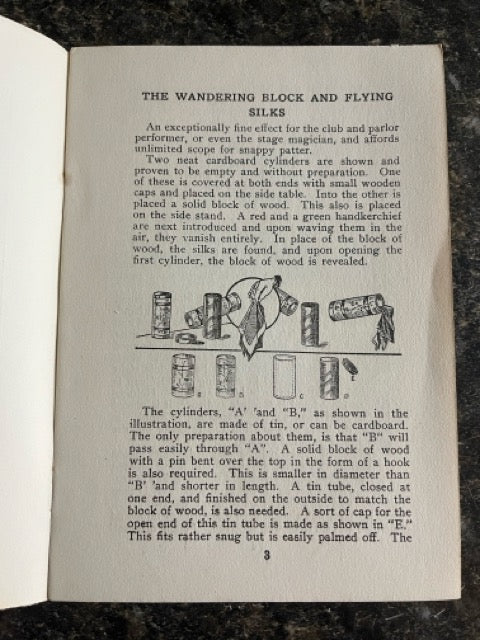 THE WANDERING BLOCK AND FLYING
SILKS
An exceptionally fine effect for the club and parlor
performer, or even the stage magician, and affords
unlimited scope for snappy patter.
Two neat cardboard cylinders are shown and
proven to be empty and without preparation. One
of these is covered at both ends with small wooden
caps and placed on the side table. Into the other is
placed a solid block of wood. This also is placed
on the side stand. A red and a green handkerchief
are next introduced and upon waving them in the
air, they vanish entirely. In place of the block of
wood, the silks are found, and upon opening the
first cylinder, the block of wood is revealed.
The cylinders, "A' 'and "B," as shown in the
illustration, are made of tin, or can be cardboard.
The only preparation about them, is that "B" will
pass easily through "A". A solid block of wood
with a pin bent over the top in the form of a hook
is also required. This is smaller in diameter than
"B' 'and shorter in length. A tin tube, closed at
one end, and finished on the outside to match the
block of wood, is also needed. A sort of cap for the
open end of this tin tube is made as shown in "E."
This fits rather snug but is easily palmed off. The
3